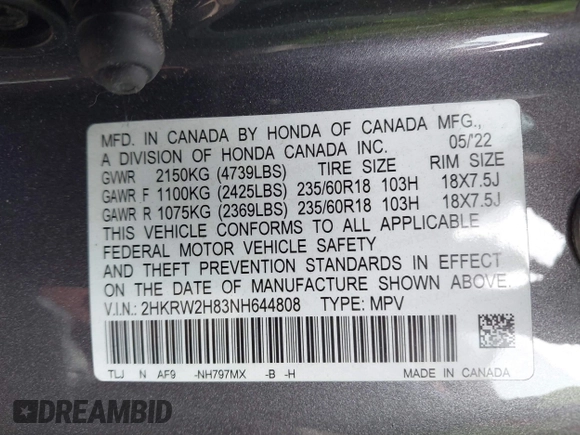 MFD. IN CANADA BY HONDA OF CANADA MFG.,
A DIVISION OF HONDA CANADA INC. 05/'22
GVWR 2150KG (4739LBS) TIRE SIZE RIM SIZE
GAWR F 1100KG (2425LBS) 235/60R18 103H 18X7.5J
GAWR R 1075KG (2369LBS) 235/60R18 103H 18X7.5J
THIS VEHICLE CONFORMS TO ALL APPLICABLE
FEDERAL MOTOR VEHICLE SAFETY
AND THEFT PREVENTION STANDARDS IN EFFECT
ON THE DATE OF MANUFACTURE SHOWN ABOVE.
V.I.N.: 2HKRW2H83NH644808 TYPE: MPV
TLJ N AF9 -NH797MX -B -H MADE IN CANADA
DREAMBID